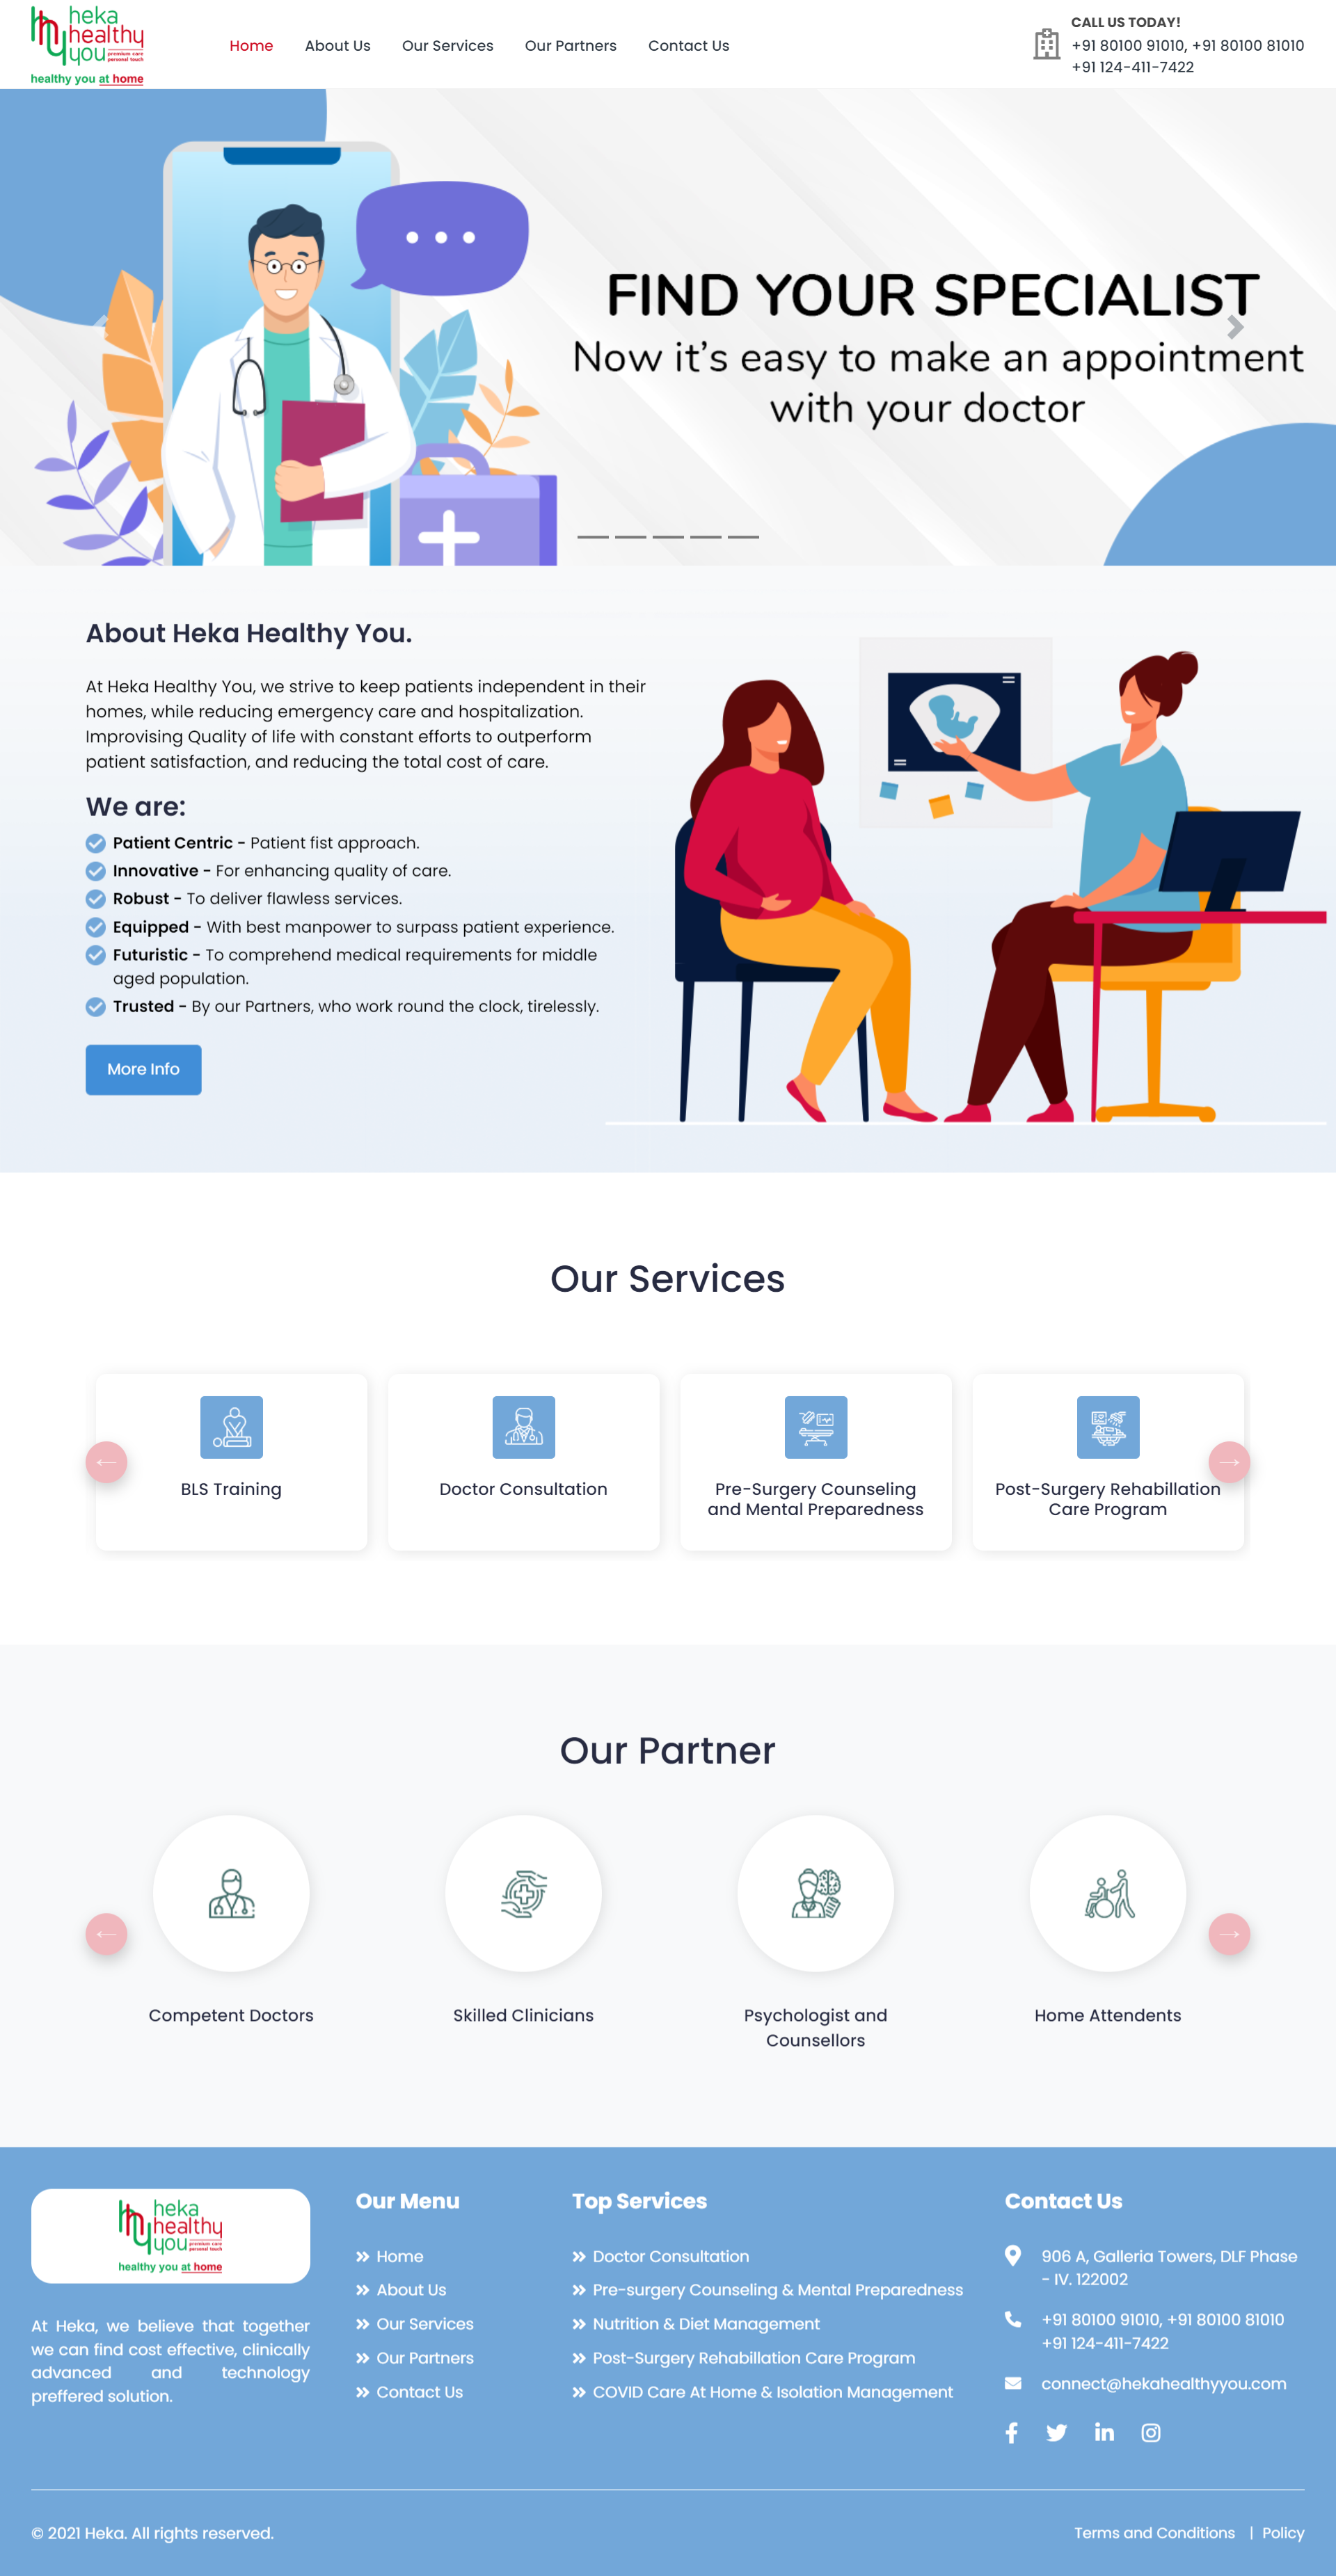 heka
healthy
you premium care
personal touch
healthy you at home
Home About Us Our Services Our Partners Contact Us
CALL US TODAY!
+91 80100 91010, +91 80100 81010
+91 124-411-7422
FIND YOUR SPECIALIST
Now it's easy to make an appointment
with your doctor
About Heka Healthy You.
At Heka Healthy You, we strive to keep patients independent in their
homes, while reducing emergency care and hospitalization.
Improvising Quality of life with constant efforts to outperform
patient satisfaction, and reducing the total cost of care.
We are:
Patient Centric - Patient fist approach.
Innovative - For enhancing quality of care.
Robust - To deliver flawless services.
Equipped - With best manpower to surpass patient experience.
Futuristic - To comprehend medical requirements for middle
aged population.
Trusted - By our Partners, who work round the clock, tirelessly.
More Info
Our Services
BLS Training
Doctor Consultation
Pre-Surgery Counseling
and Mental Preparedness
Post-Surgery Rehabillation
Care Program
Our Partner
Competent Doctors
Skilled Clinicians
Psychologist and
Counsellors
Home Attendents
heka
healthy
you premium care
personal touch
healthy you at home
At Heka, we believe that together
we can find cost effective, clinically
advanced and technology
preffered solution.
Our Menu
Home
About Us
Our Services
Our Partners
Contact Us
Top Services
Doctor Consultation
Pre-surgery Counseling & Mental Preparedness
Nutrition & Diet Management
Post-Surgery Rehabillation Care Program
COVID Care At Home & Isolation Management
Contact Us
906 A, Galleria Towers, DLF Phase
- IV. 122002
+91 80100 91010, +91 80100 81010
+91 124-411-7422
connect@hekahealthyyou.com
© 2021 Heka. All rights reserved.
Terms and Conditions | Policy